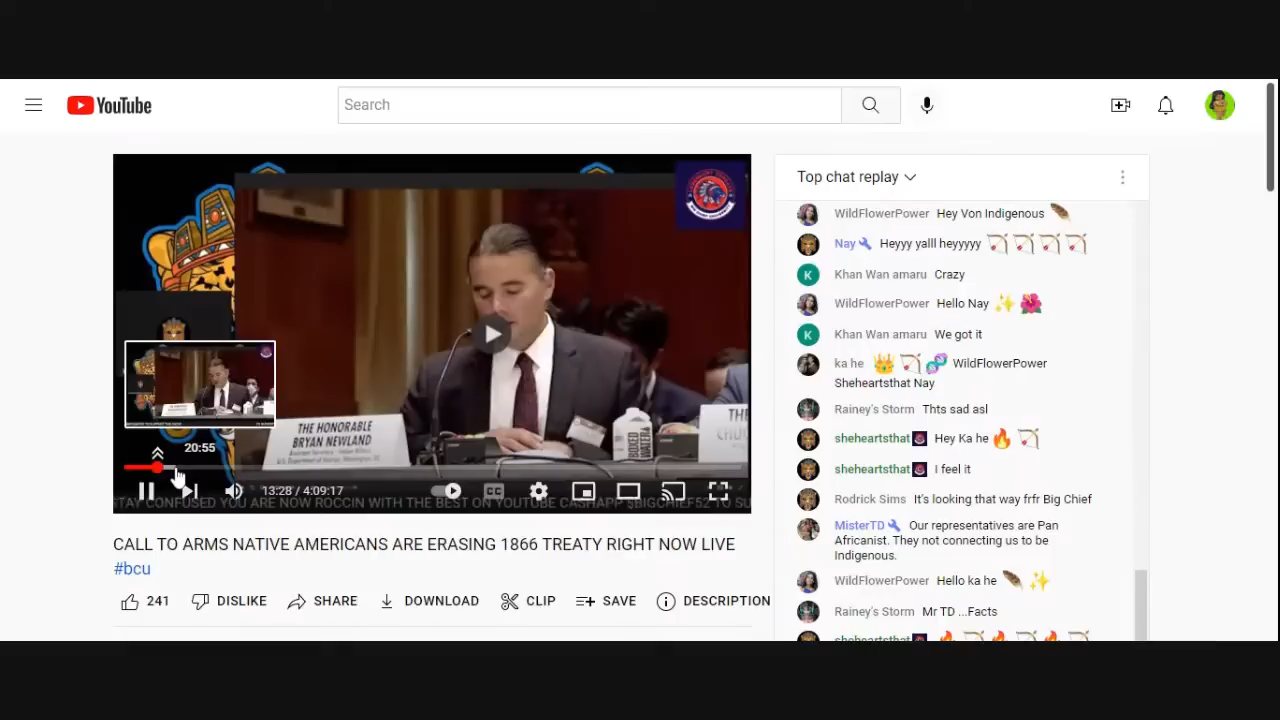 YouTube
Search
Top chat replay
WildFlowerPower Hey Von Indigenous
Nay Heyyy yalll heyyyyy
K Khan Wan amaru Crazy
WildFlowerPower Hello Nay
K Khan Wan amaru We got it
ka he WildFlowerPower
Sheheartsthat Nay
Rainey's Storm Thts sad asl
sheheartsthat Hey Ka he
sheheartsthat I feel it
Rodrick Sims It's looking that way frfr Big Chief
MisterTD Our representatives are Pan
Africanist. They not connecting us to be
Indigenous.
WildFlowerPower Hello ka he
Rainey's Storm Mr TD ...Facts
sheheartsthat
THE HONORABLE
BRYAN NEWLAND
THE
20:55
13:28 / 4:09:17
CC
STAY CONFUSED YOU ARE NOW ROCCIN WITH THE BEST ON YOUTUBE CASHAPP $BIGCHIEF52 TO SU
CALL TO ARMS NATIVE AMERICANS ARE ERASING 1866 TREATY RIGHT NOW LIVE
#bcu
241 DISLIKE SHARE DOWNLOAD CLIP SAVE DESCRIPTION